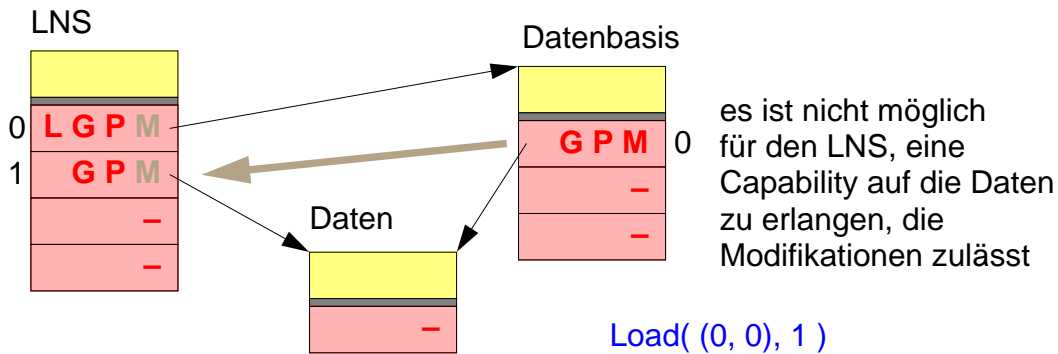 LNS
0 L G P M
1 G P M
–
–
Datenbasis
G P M 0
–
–
Daten
–
es ist nicht möglich
für den LNS, eine
Capability auf die Daten
zu erlangen, die
Modifikationen zulässt
Load( (0, 0), 1 )